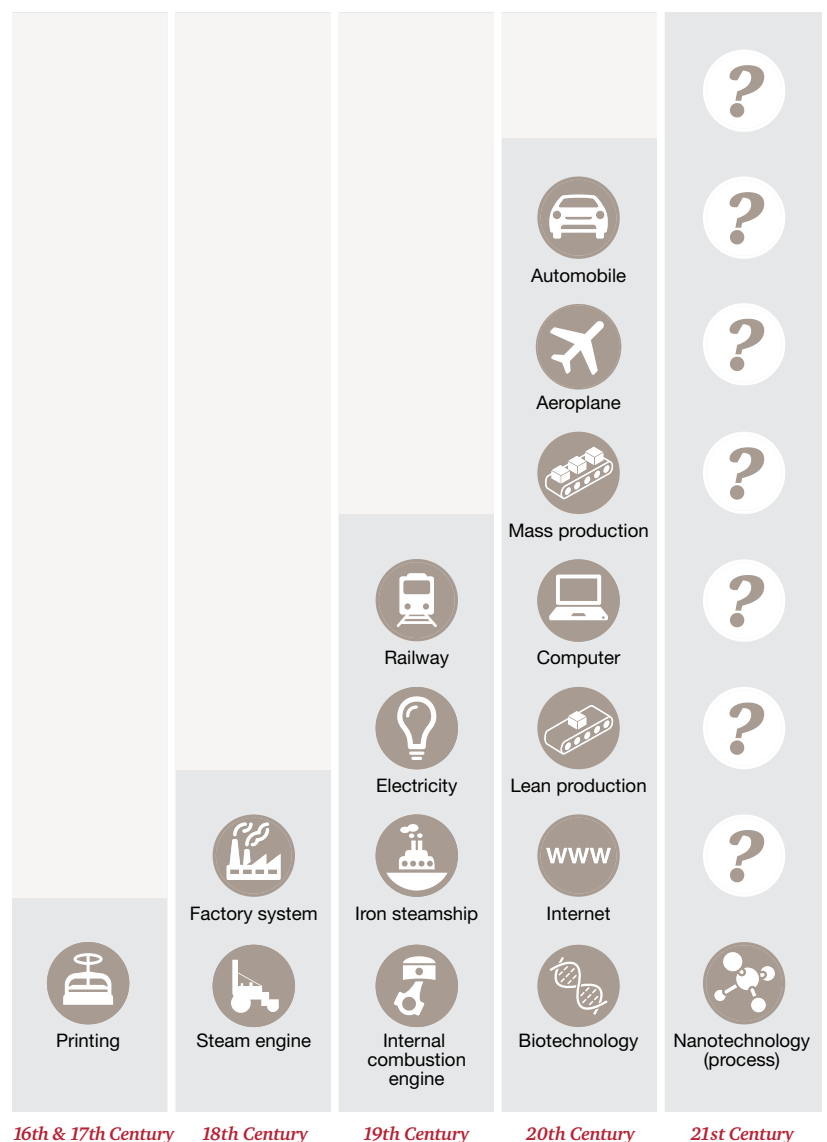 ?
?
Automobile
?
Aeroplane
?
Mass production
?
Railway
Computer
?
Electricity
Lean production
WWW
?
Factory system
Iron steamship
Internet
Printing
Steam engine
Internal
combustion
engine
Biotechnology
Nanotechnology
(process)
16th & 17th Century
18th Century
19th Century
20th Century
21st Century